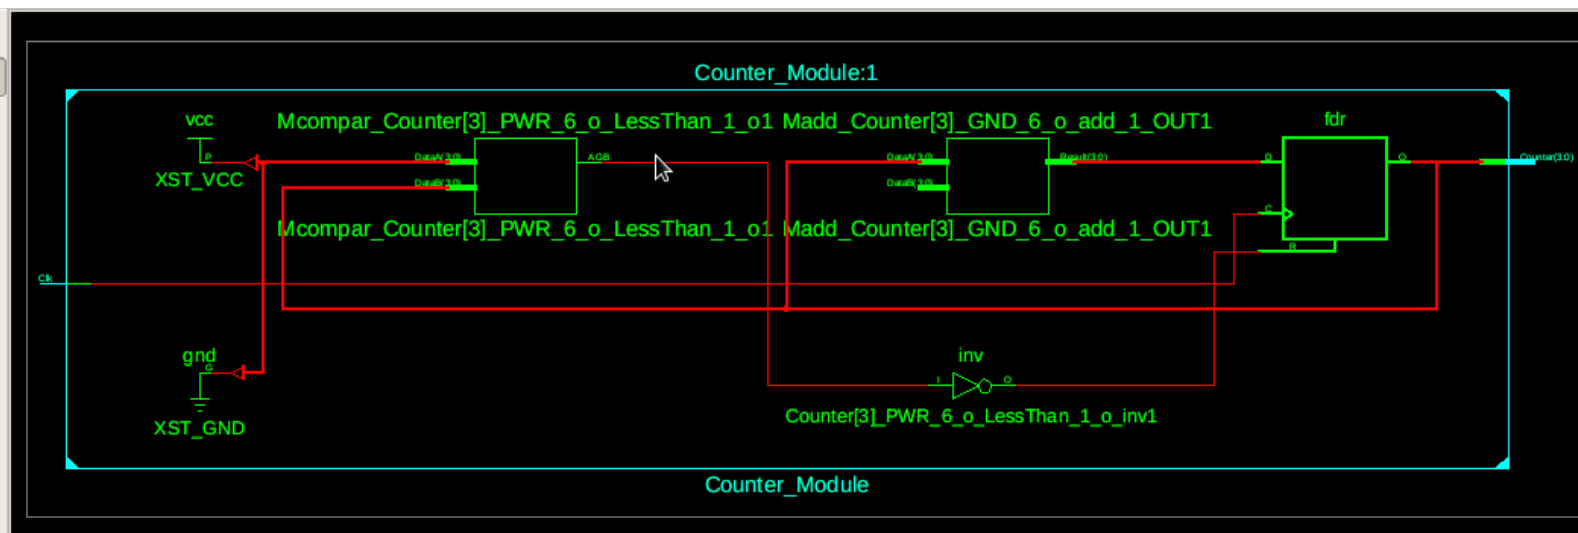 Counter_Module:1
vcc
P
XST_VCC
Mcompar_Counter[3]_PWR_6_o_LessThan_1_o1
DataA(3:0)
DataB(3:0)
AGB
Mcompar_Counter[3]_PWR_6_o_LessThan_1_o1
Madd_Counter[3]_GND_6_o_add_1_OUT1
DataA(3:0)
DataB(3:0)
Result(3:0)
Madd_Counter[3]_GND_6_o_add_1_OUT1
fdr
D
Q
C
R
Counter(3:0)
Clk
gnd
G
XST_GND
inv
I
O
Counter[3]_PWR_6_o_LessThan_1_o_inv1
Counter_Module